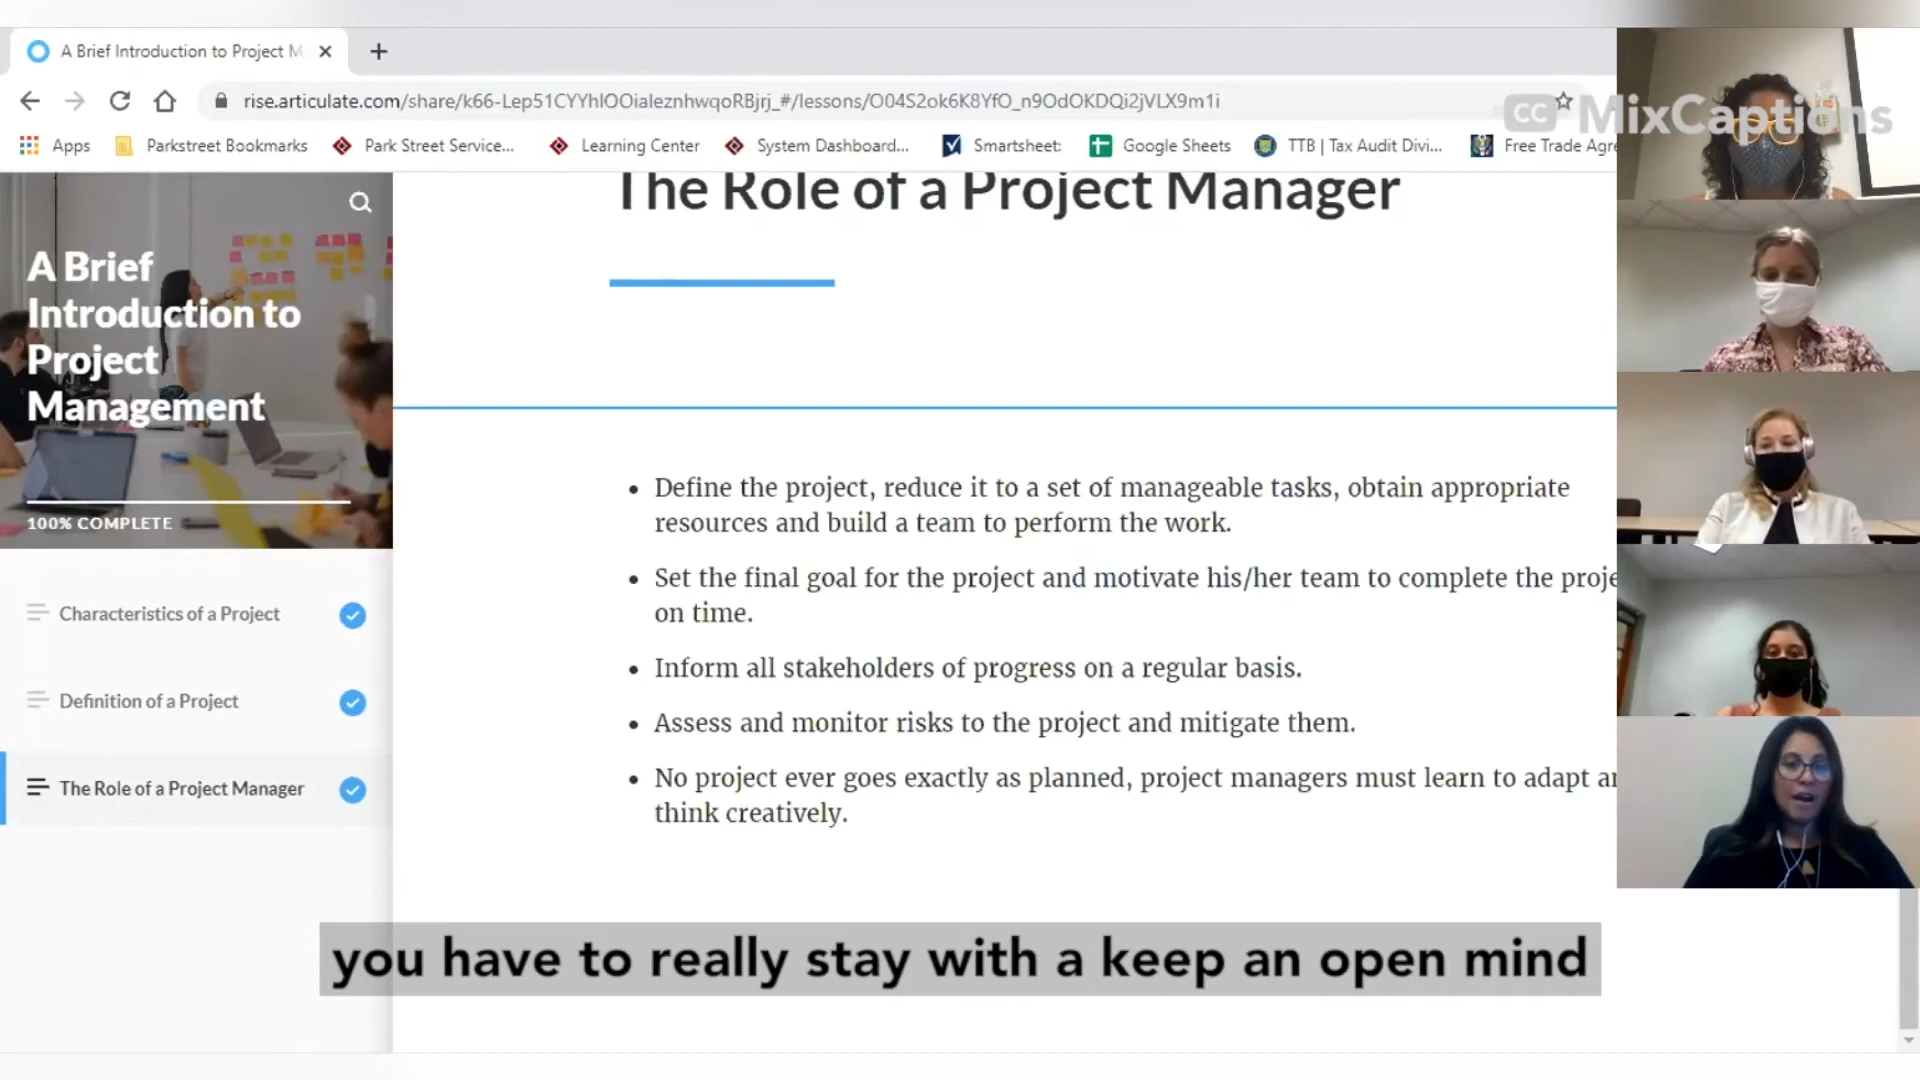 A Brief Introduction to Project M
rise.articulate.com/share/k66-Lep51CYYhlOOialeznhwqoRBjrj_#/lessons/O04S2ok6K8YfO_n9OdOKDQi2jVLX9m1i
CC MixCaptions
Apps Parkstreet Bookmarks Park Street Service... Learning Center System Dashboard... Smartsheet: Google Sheets TTB | Tax Audit Divi... Free Trade Agre
The Role of a Project Manager
A Brief
Introduction to
Project
Management
100% COMPLETE
Characteristics of a Project
Definition of a Project
The Role of a Project Manager
• Define the project, reduce it to a set of manageable tasks, obtain appropriate
resources and build a team to perform the work.
• Set the final goal for the project and motivate his/her team to complete the proje
on time.
• Inform all stakeholders of progress on a regular basis.
• Assess and monitor risks to the project and mitigate them.
• No project ever goes exactly as planned, project managers must learn to adapt an
think creatively.
you have to really stay with a keep an open mind